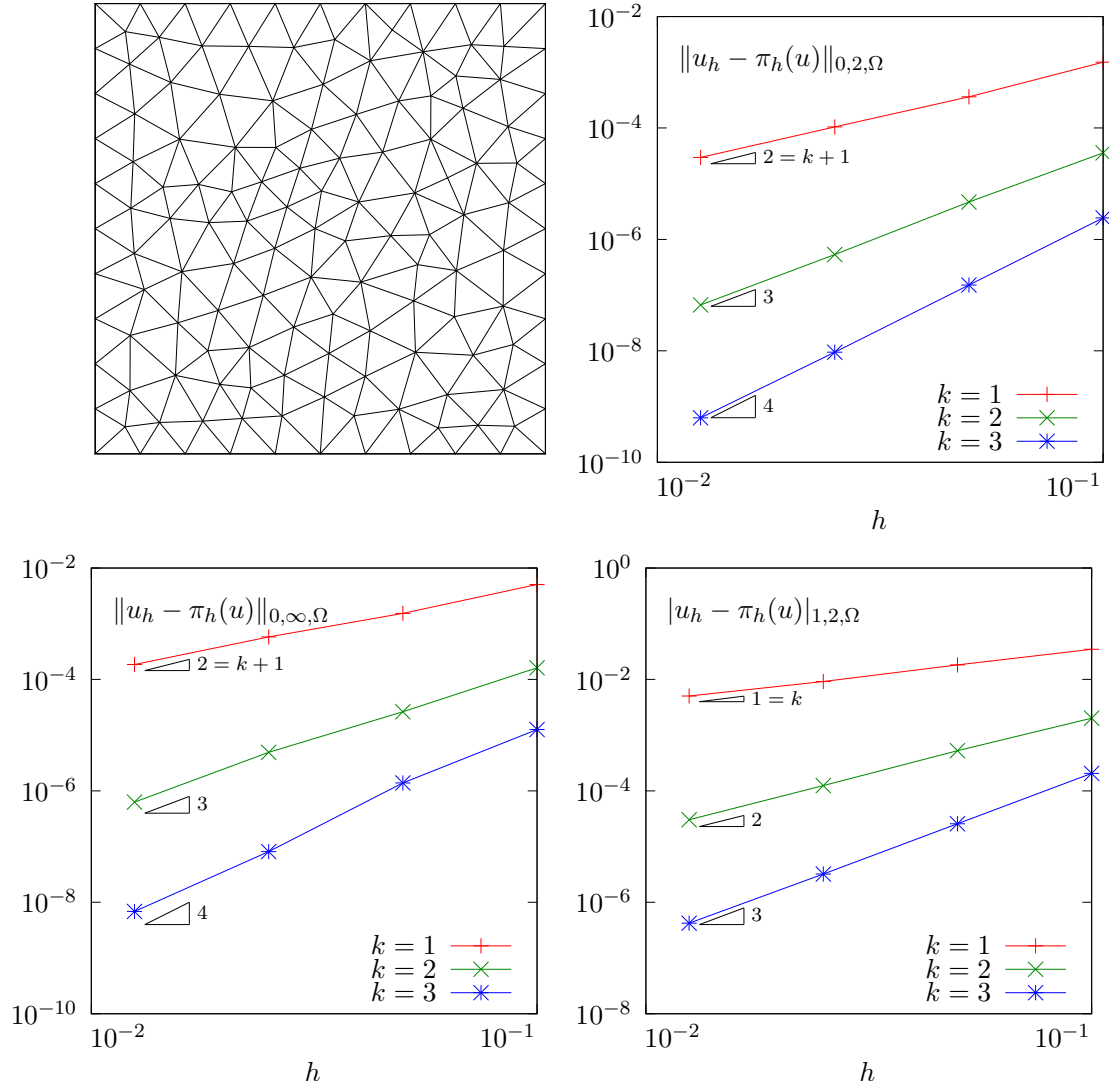 10⁻²
‖u_h − π_h(u)‖_{0,2,Ω}
10⁻⁴
2 = k + 1
10⁻⁶
3
10⁻⁸
4
k = 1
k = 2
k = 3
10⁻¹⁰
10⁻² 10⁻¹
h
10⁻²
‖u_h − π_h(u)‖_{0,∞,Ω}
2 = k + 1
10⁻⁴
10⁻⁶
3
10⁻⁸
4
k = 1
k = 2
k = 3
10⁻¹⁰
10⁻² 10⁻¹
h
10⁰
|u_h − π_h(u)|_{1,2,Ω}
10⁻²
1 = k
10⁻⁴
2
10⁻⁶
3
k = 1
k = 2
k = 3
10⁻⁸
10⁻² 10⁻¹
h